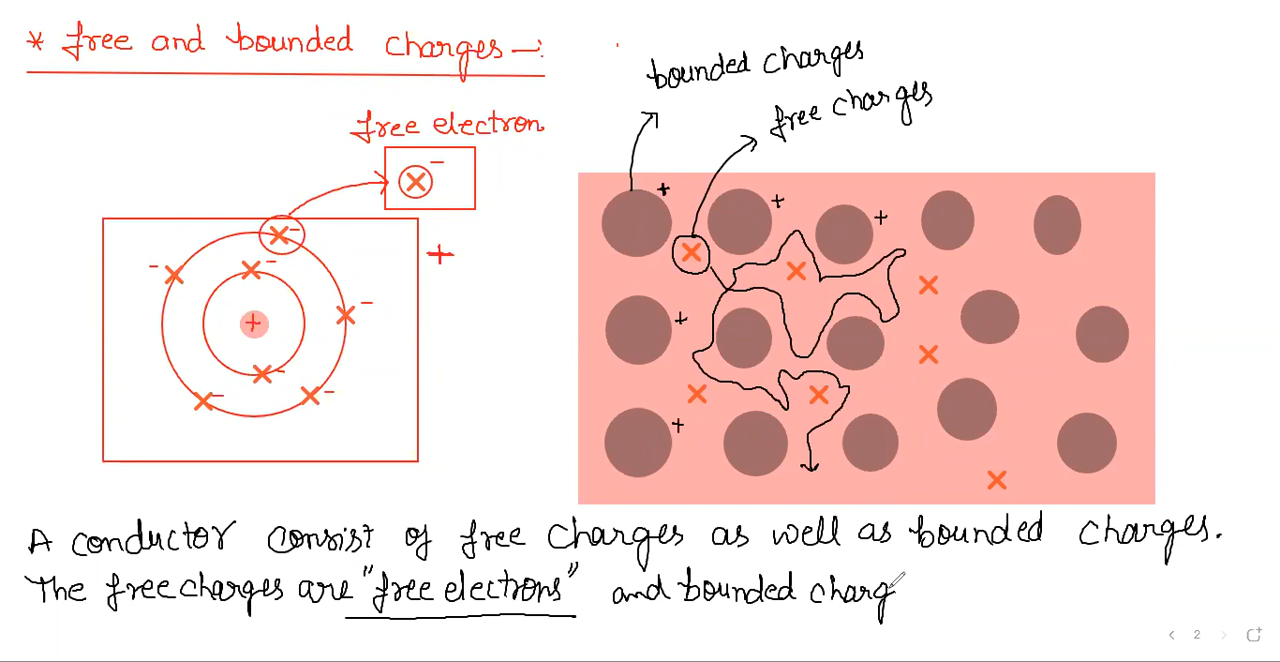 * free and bounded charges –:
bounded charges
free charges
free electron
A conductor consist of free charges as well as bounded charges.
The free charges are "free electrons" and bounded charg
2